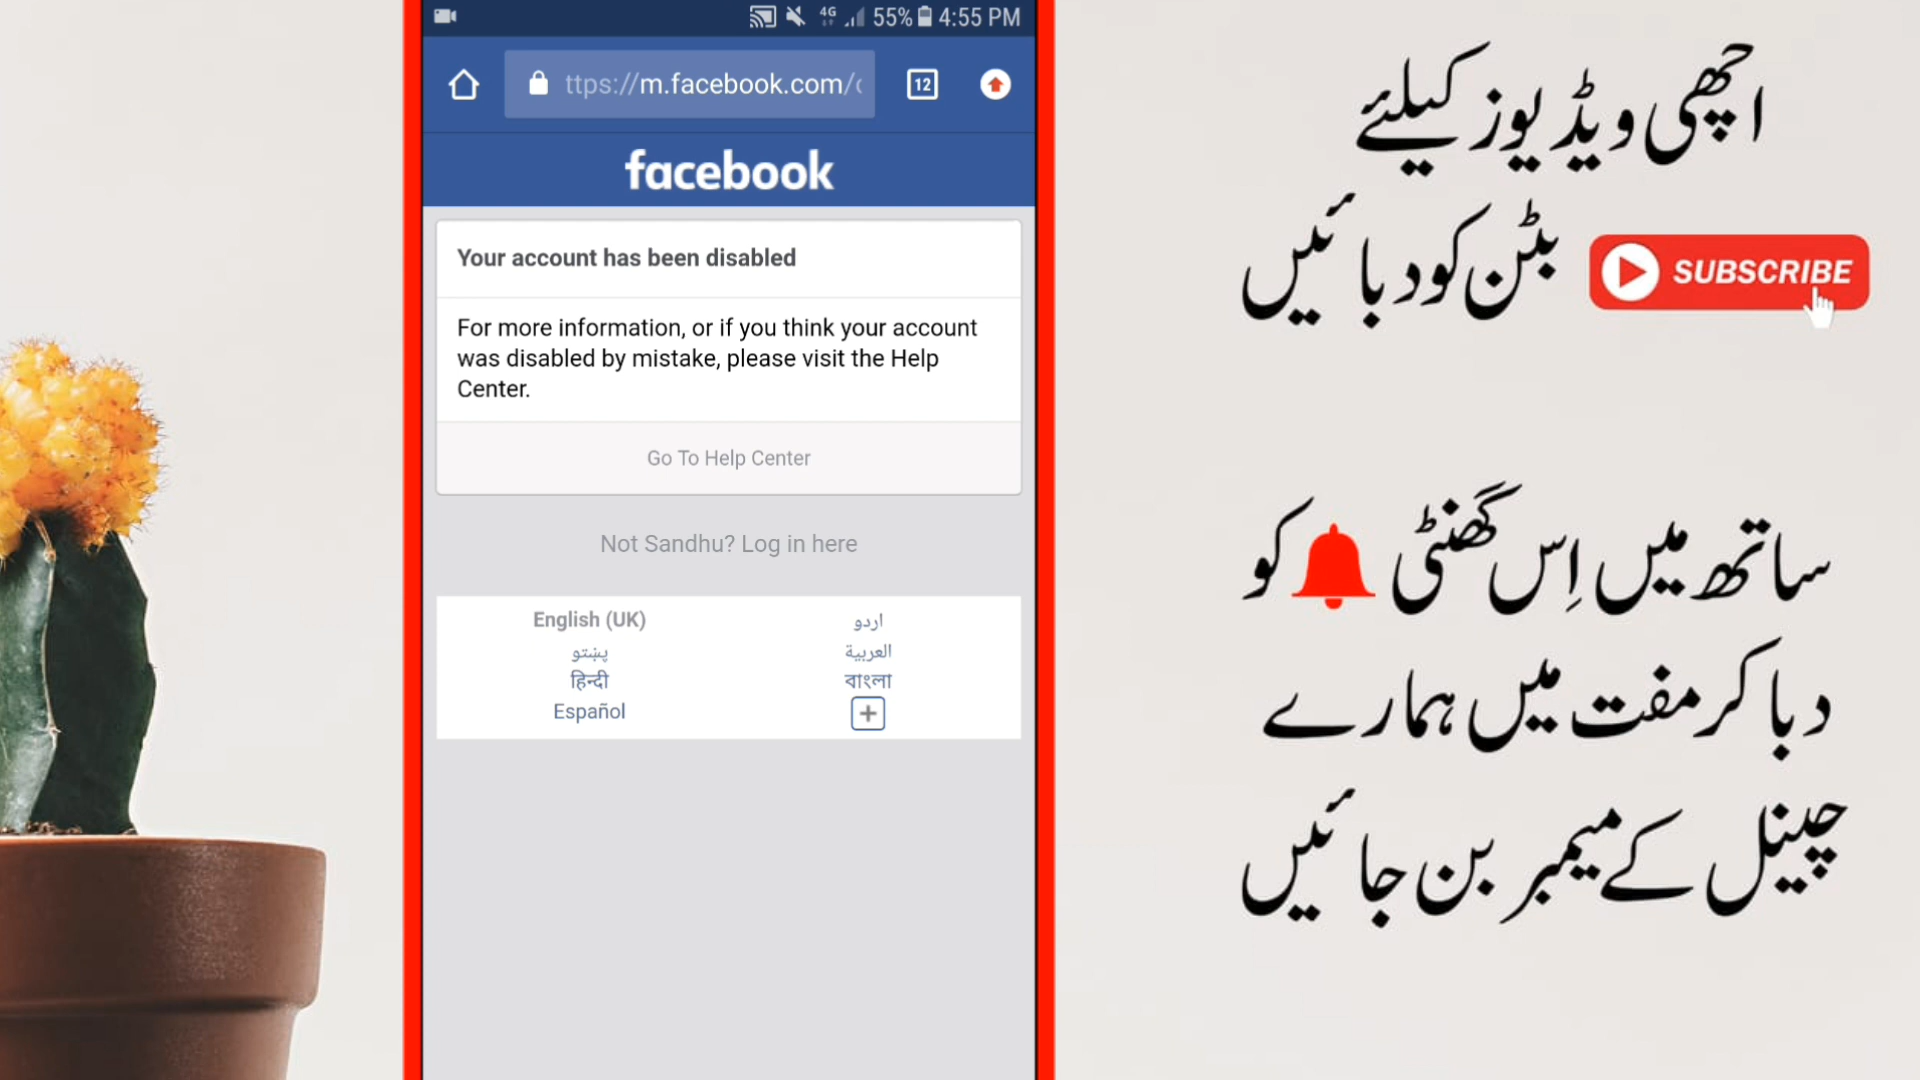 4G 55% 4:55 PM
ttps://m.facebook.com/ 12
facebook
Your account has been disabled
For more information, or if you think your account
was disabled by mistake, please visit the Help
Center.
Go To Help Center
Not Sandhu? Log in here
English (UK) اردو
پښتو العربية
हिन्दी বাংলা
Español +
اچھی ویڈیوز کیلئے
SUBSCRIBE بٹن کو دبائیں
ساتھ میں اِس گھنٹی کو
دبا کر مفت میں ہمارے
چینل کے میمبر بن جائیں